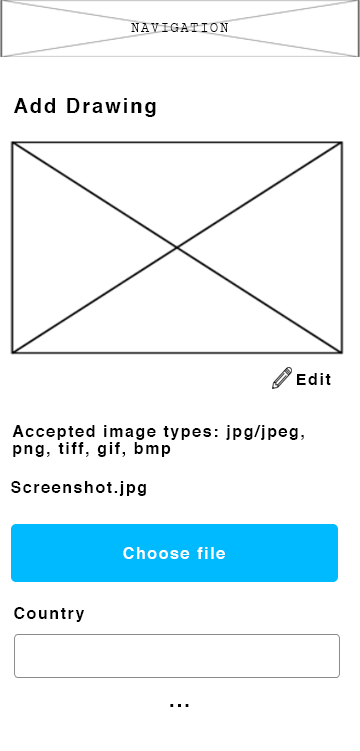 NAVIGATION
Add Drawing
Edit
Accepted image types: jpg/jpeg,
png, tiff, gif, bmp
Screenshot.jpg
Choose file
Country
...